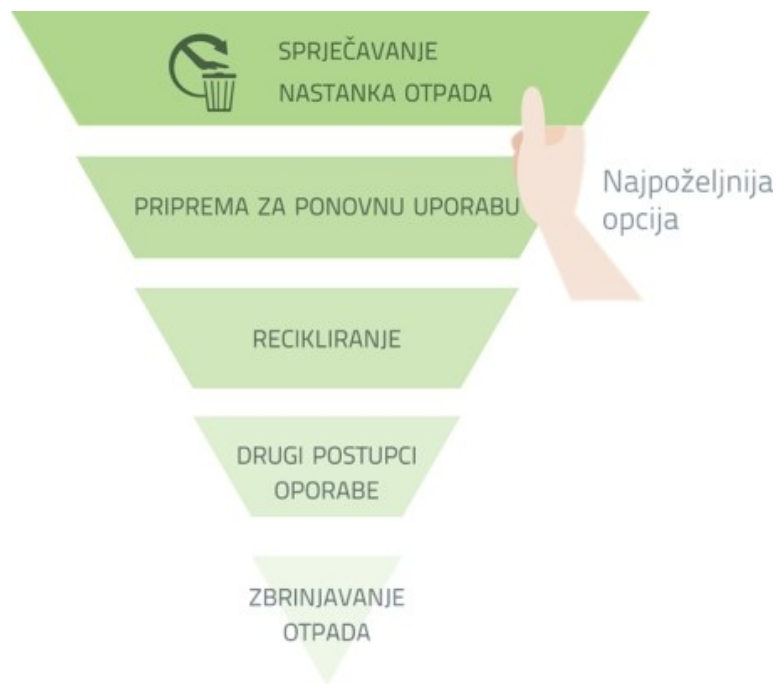 SPRJEČAVANJE
NASTANKA OTPADA
PRIPREMA ZA PONOVNU UPORABU
Najpoželjnija
opcija
RECIKLIRANJE
DRUGI POSTUPCI
OPORABE
ZBRINJAVANJE
OTPADA